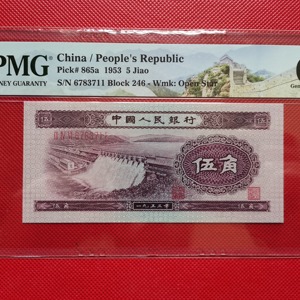 PMG
China / People's Republic
Pick# 865a 1953 5 Jiao
S/N 6783711 Block 246 - Wmk: Open Star
中國人民銀行
伍角
一九五三年